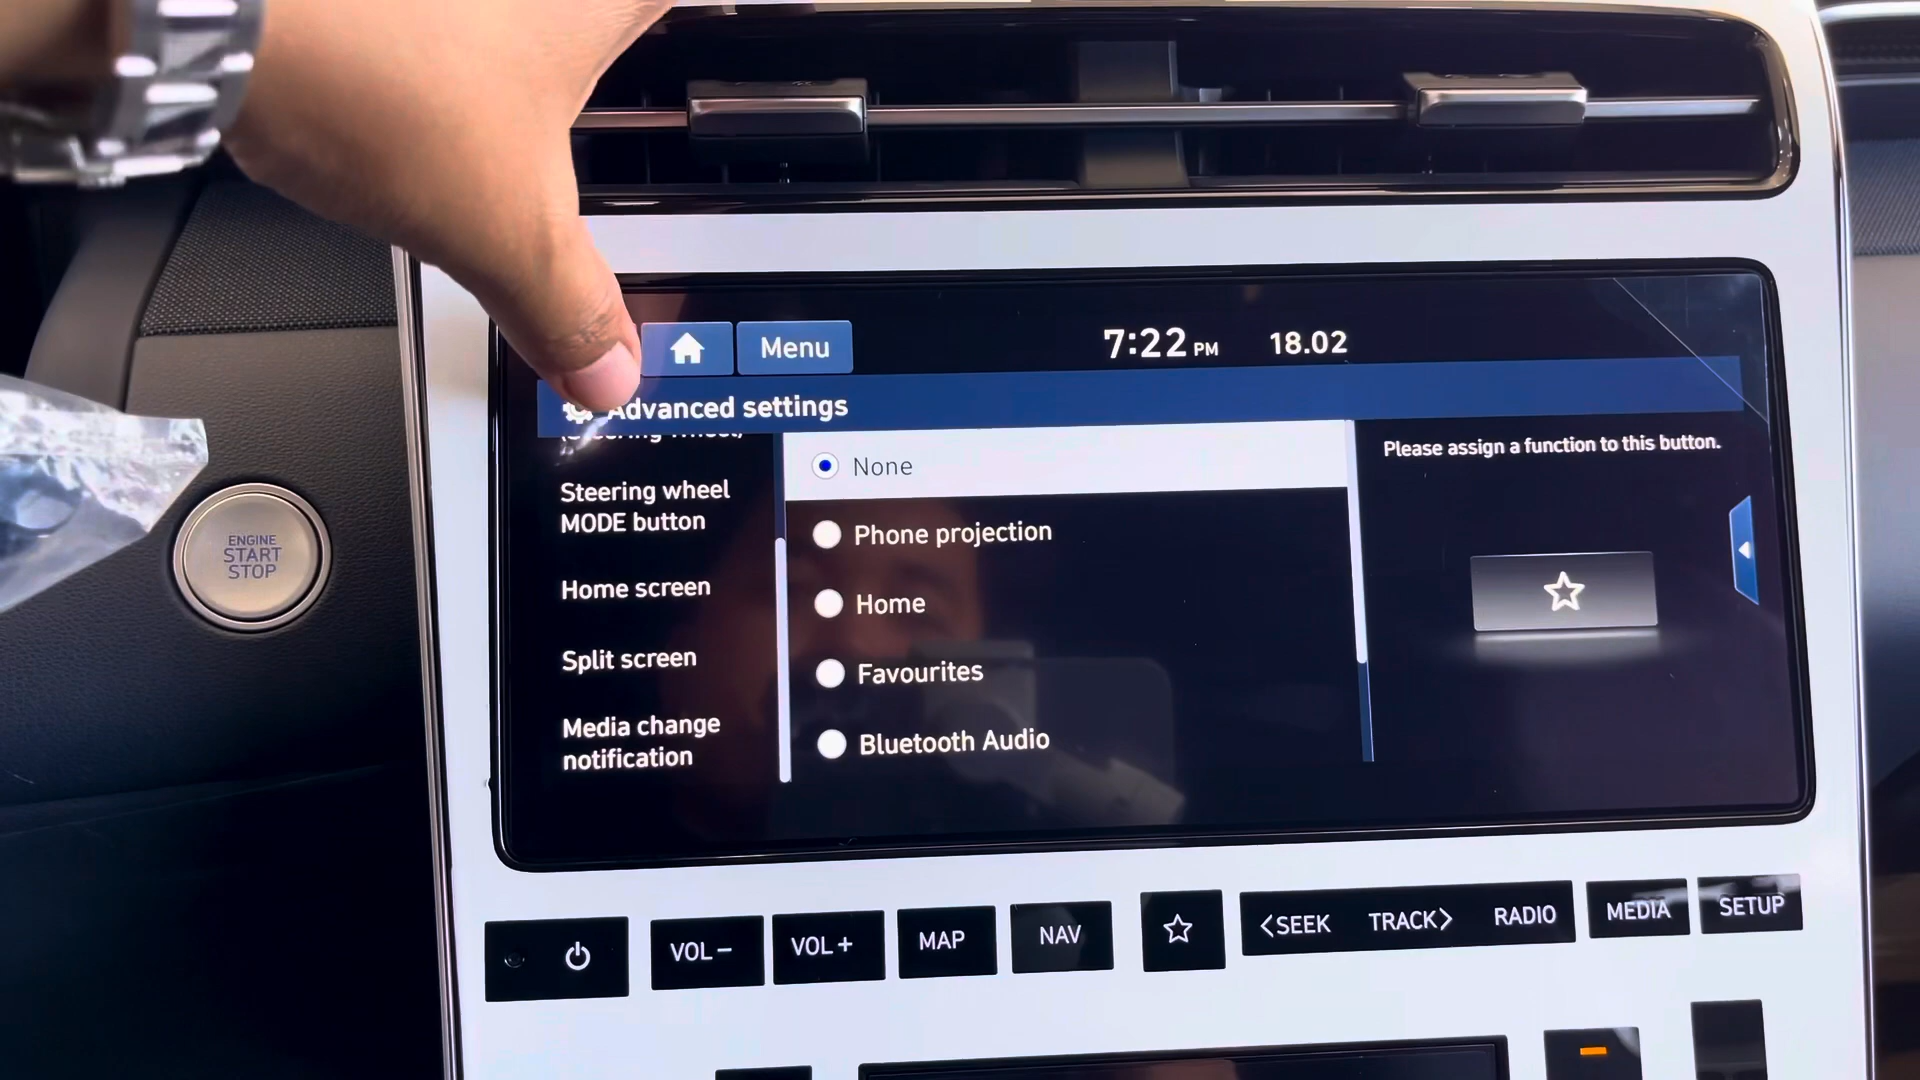 Menu
7:22 PM
18.02
Advanced settings
(Steering wheel)
None
Please assign a function to this button.
Steering wheel
MODE button
Phone projection
Home screen
Home
Split screen
Favourites
Media change
notification
Bluetooth Audio
ENGINE
START
STOP
VOL－
VOL+
MAP
NAV
<SEEK
TRACK>
RADIO
MEDIA
SETUP